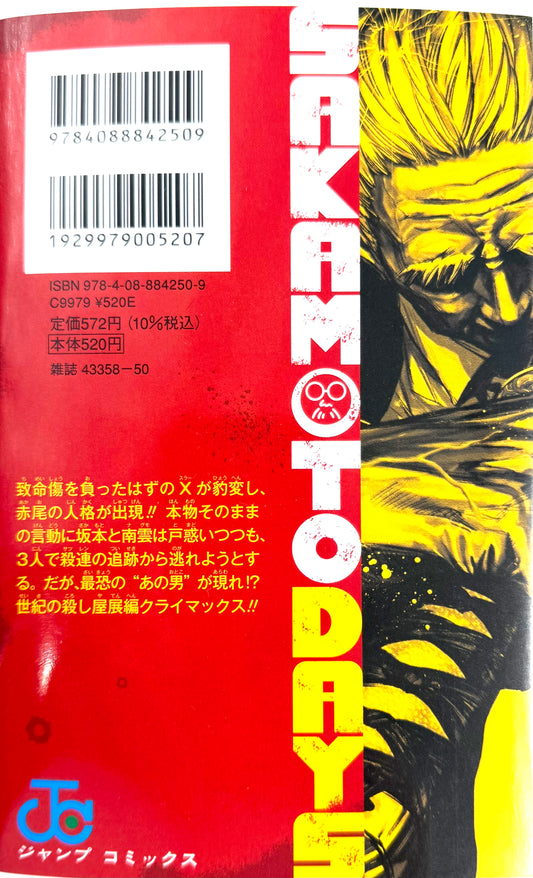 9784088842509
1929979005207
ISBN 978-4-08-884250-9
C9979 ¥520E
定価572円 (10%税込)
本体520円
雑誌 43358-50
致命傷を負ったはずのXが豹変し、
赤尾の人格が出現!! 本物そのまま
の言動に坂本と南雲は戸惑いつつも、
3人で殺連の追跡から逃れようとす
る。だが、最恐の“あの男”が現れ!?
世紀の殺し屋展編クライマックス!!
ジャンプ コミックス
SAKAMOTO DAYS